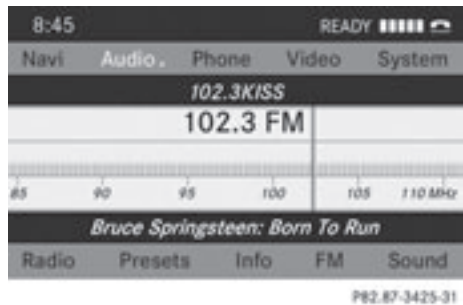 8:45 READY
Navi Audio Phone Video System
102.3KISS
102.3 FM
85 90 95 100 105 110 MHz
Bruce Springsteen: Born To Run
Radio Presets Info FM Sound
P82.87-3425-31